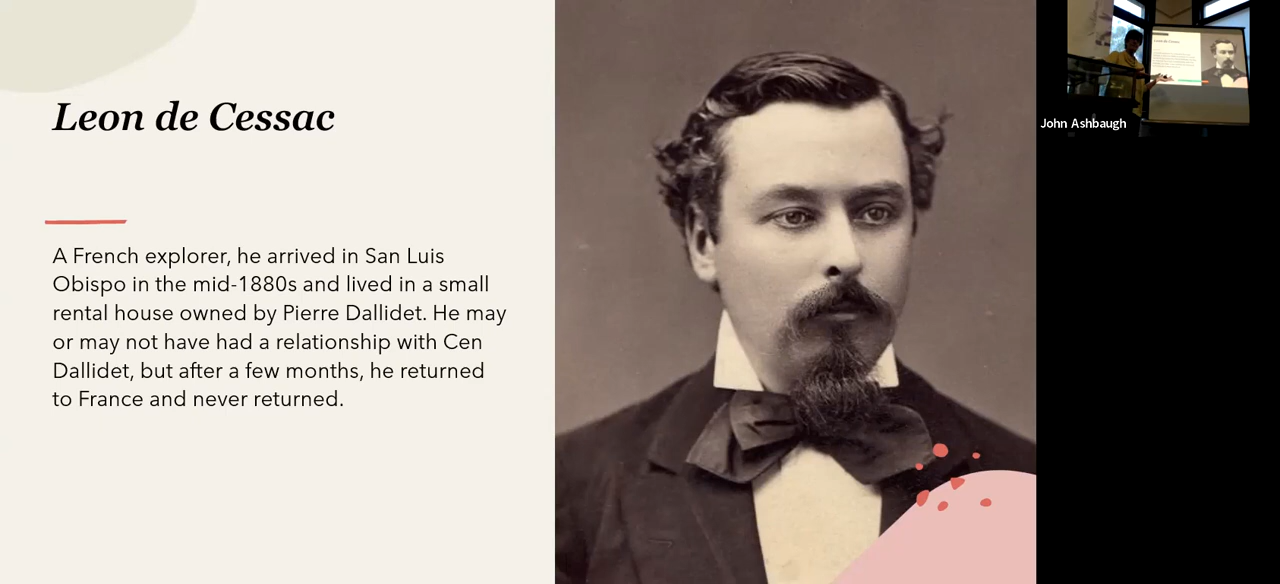 Leon de Cessac
A French explorer, he arrived in San Luis
Obispo in the mid-1880s and lived in a small
rental house owned by Pierre Dallidet. He may
or may not have had a relationship with Cen
Dallidet, but after a few months, he returned
to France and never returned.
John Ashbaugh